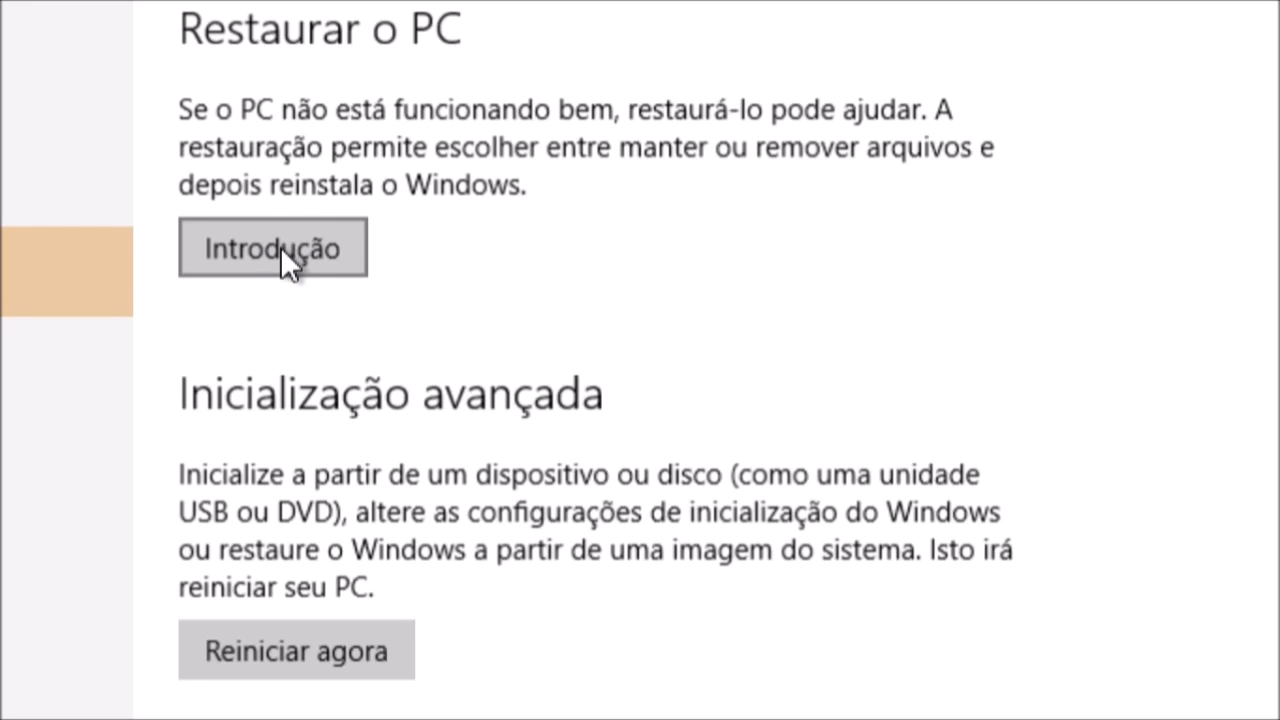 Restaurar o PC
Se o PC não está funcionando bem, restaurá-lo pode ajudar. A
restauração permite escolher entre manter ou remover arquivos e
depois reinstala o Windows.
Introdução
Inicialização avançada
Inicialize a partir de um dispositivo ou disco (como uma unidade
USB ou DVD), altere as configurações de inicialização do Windows
ou restaure o Windows a partir de uma imagem do sistema. Isto irá
reiniciar seu PC.
Reiniciar agora